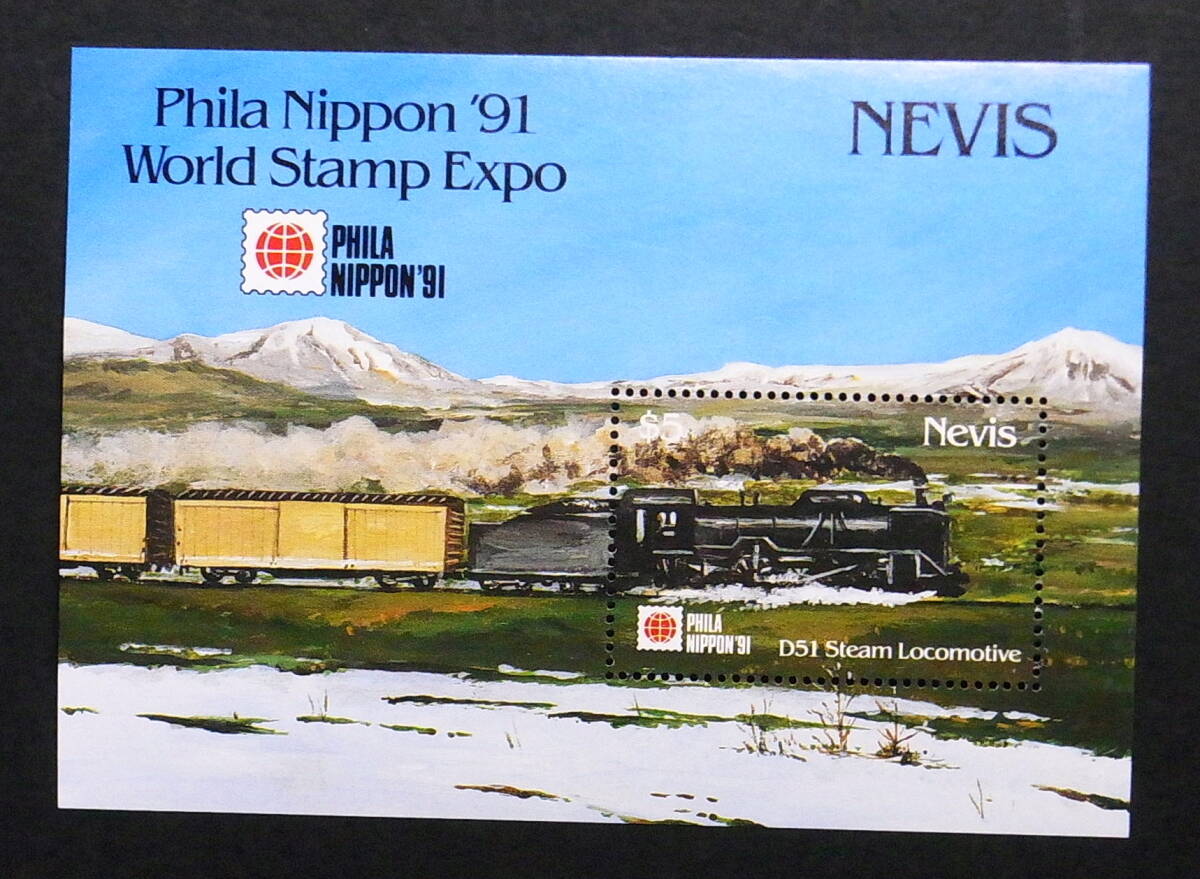 Phila Nippon '91
World Stamp Expo
NEVIS
PHILA
NIPPON '91
$5
Nevis
PHILA
NIPPON '91
D51 Steam Locomotive